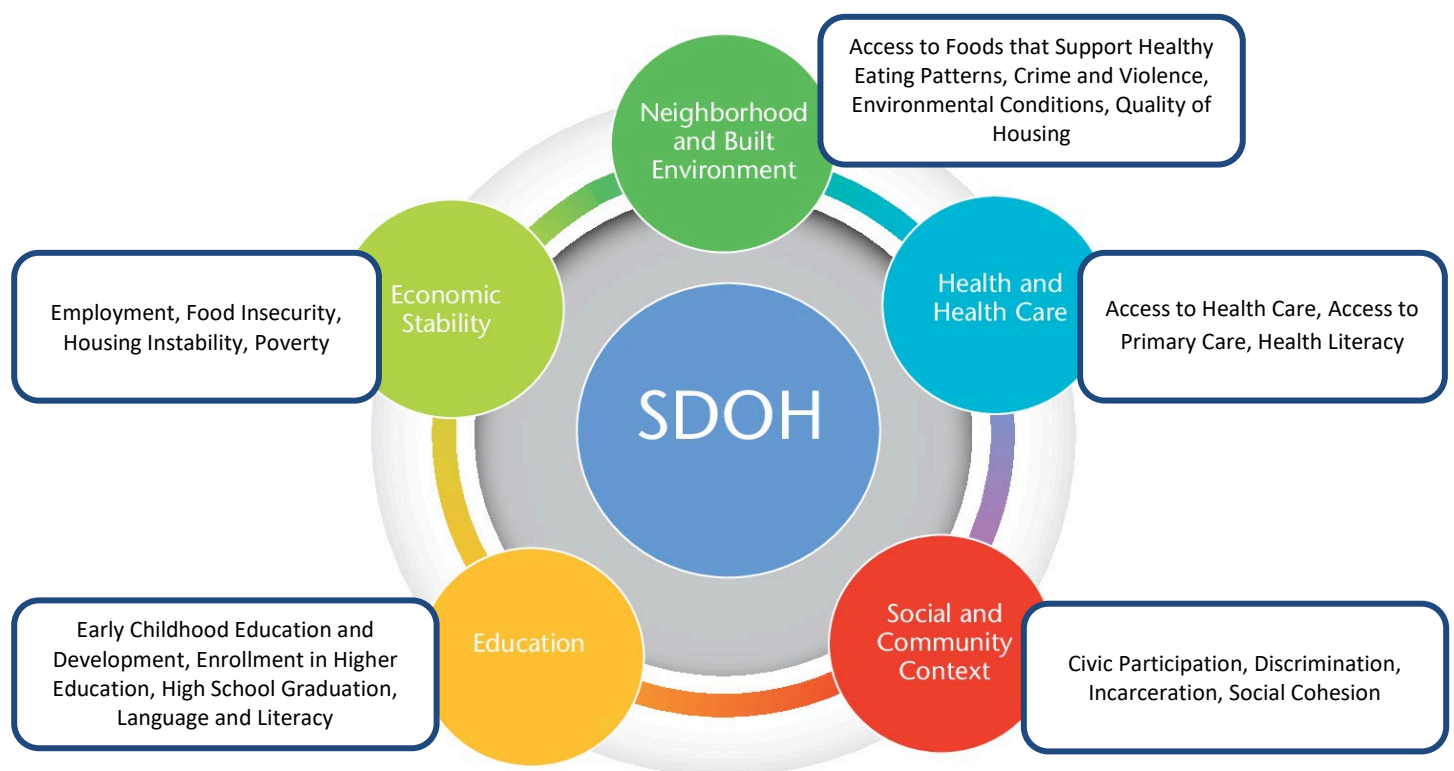 Access to Foods that Support Healthy
Eating Patterns, Crime and Violence,
Environmental Conditions, Quality of
Housing
Neighborhood
and Built
Environment
Health and
Health Care
Access to Health Care, Access to
Primary Care, Health Literacy
Economic
Stability
Employment, Food Insecurity,
Housing Instability, Poverty
SDOH
Education
Early Childhood Education and
Development, Enrollment in Higher
Education, High School Graduation,
Language and Literacy
Social and
Community
Context
Civic Participation, Discrimination,
Incarceration, Social Cohesion